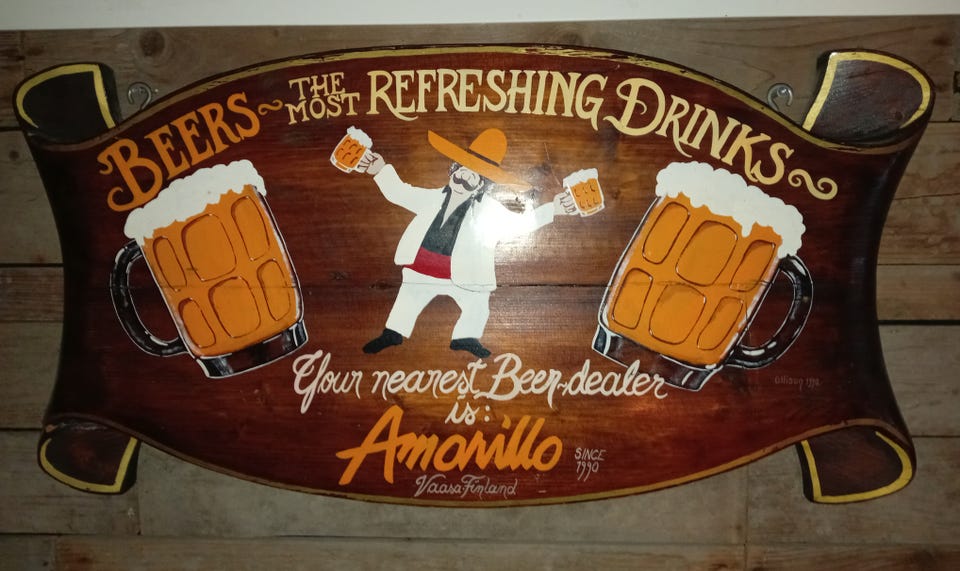 BEERS~THE MOST REFRESHING DRINKS~
Your nearest Beer-dealer
is:
Amarillo
SINCE
1990
Vaasa Finland